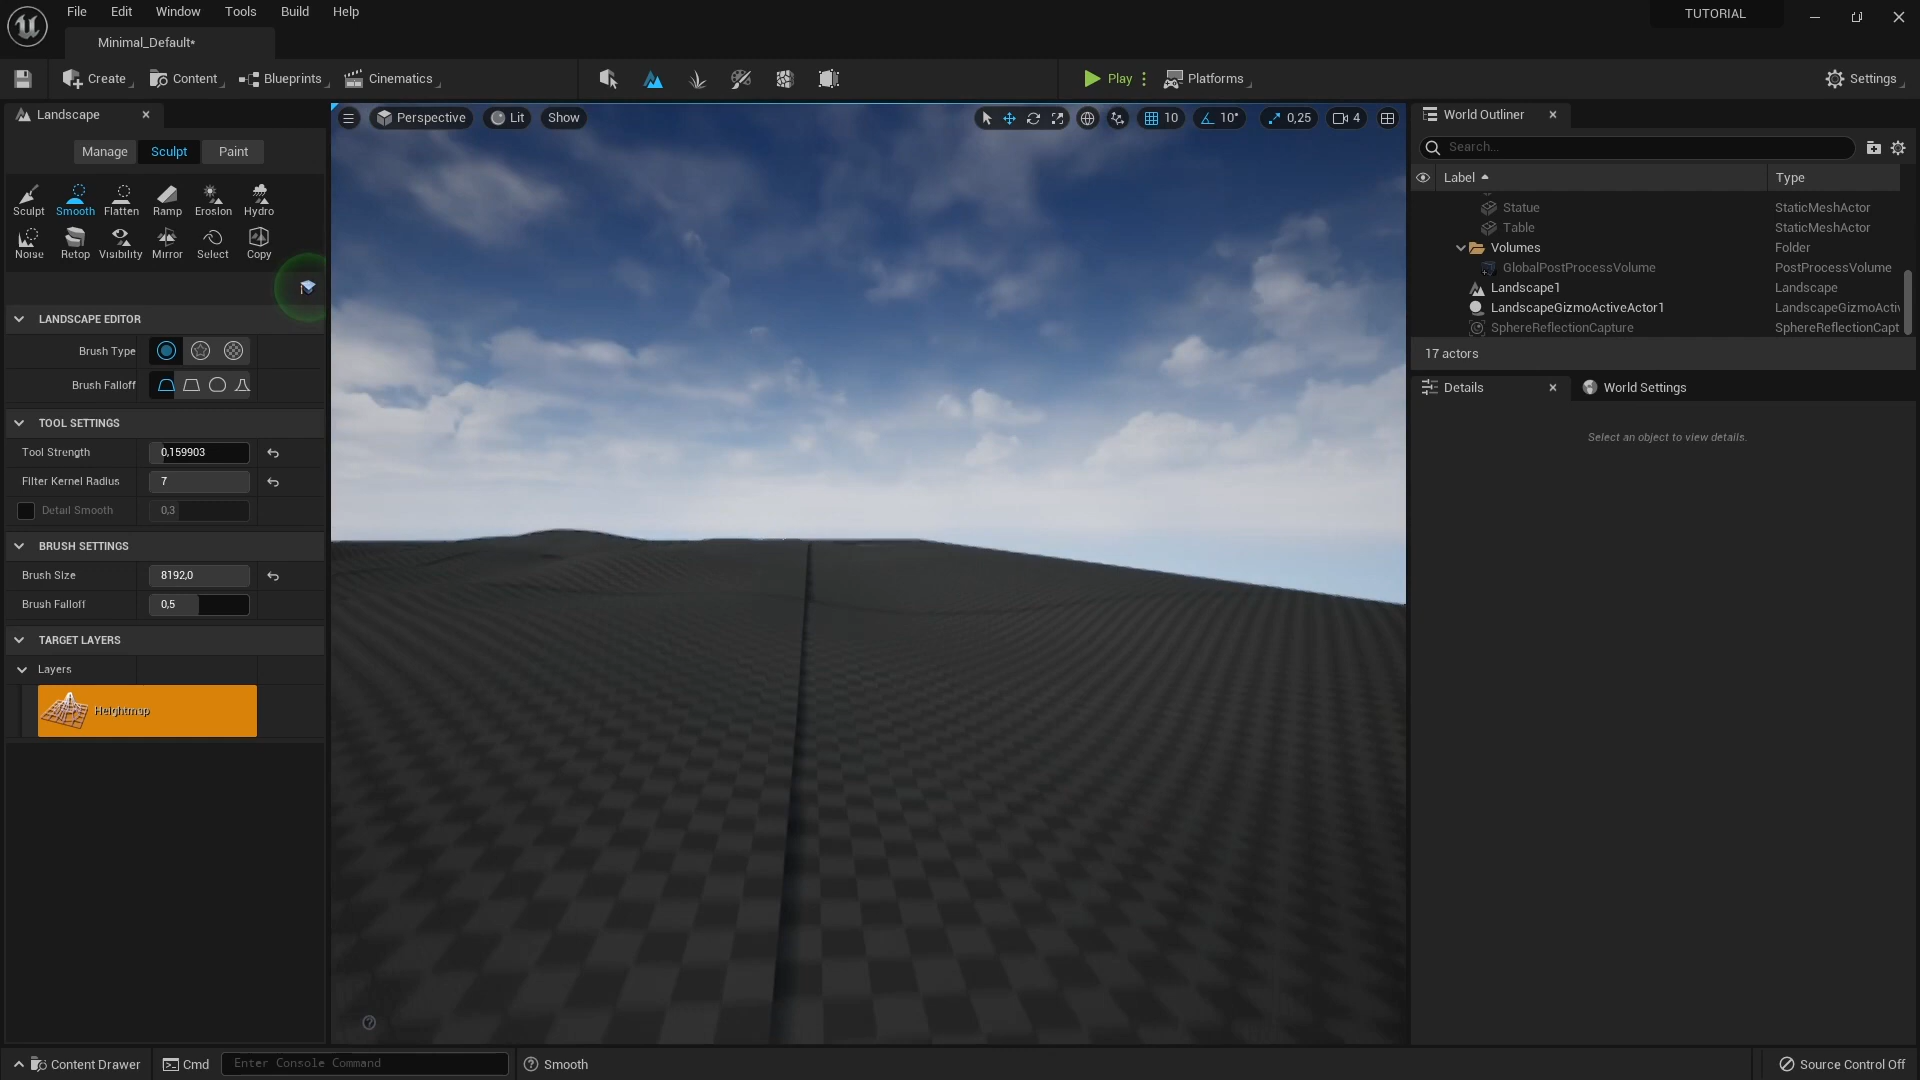 File Edit Window Tools Build Help
TUTORIAL
Minimal_Default*
Create Content Blueprints Cinematics Play Platforms Settings
Landscape
Manage Sculpt Paint
Sculpt Smooth Flatten Ramp Erosion Hydro
Noise Retop Visibility Mirror Select Copy
LANDSCAPE EDITOR
Brush Type
Brush Falloff
TOOL SETTINGS
Tool Strength 0,159903
Filter Kernel Radius 7
Detail Smooth 0,3
BRUSH SETTINGS
Brush Size 8192,0
Brush Falloff 0,5
TARGET LAYERS
Layers
Heightmap
Perspective Lit Show 10 10° 0,25 4
World Outliner
Search...
Label Type
Statue StaticMeshActor
Table StaticMeshActor
Volumes Folder
GlobalPostProcessVolume PostProcessVolume
Landscape1 Landscape
LandscapeGizmoActiveActor1 LandscapeGizmoActiv
SphereReflectionCapture SphereReflectionCapt
17 actors
Details World Settings
Select an object to view details.
Content Drawer Cmd Enter Console Command Smooth Source Control Off